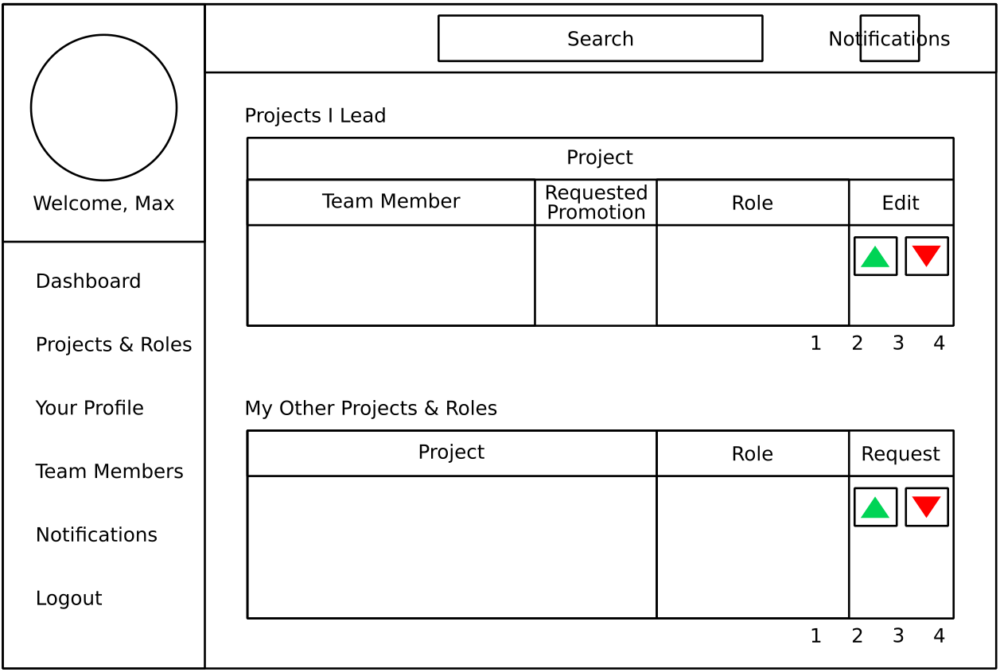 Search
Notifications
Welcome, Max
Dashboard
Projects & Roles
Your Profile
Team Members
Notifications
Logout
Projects I Lead
Project
Team Member
Requested
Promotion
Role
Edit
1 2 3 4
My Other Projects & Roles
Project
Role
Request
1 2 3 4